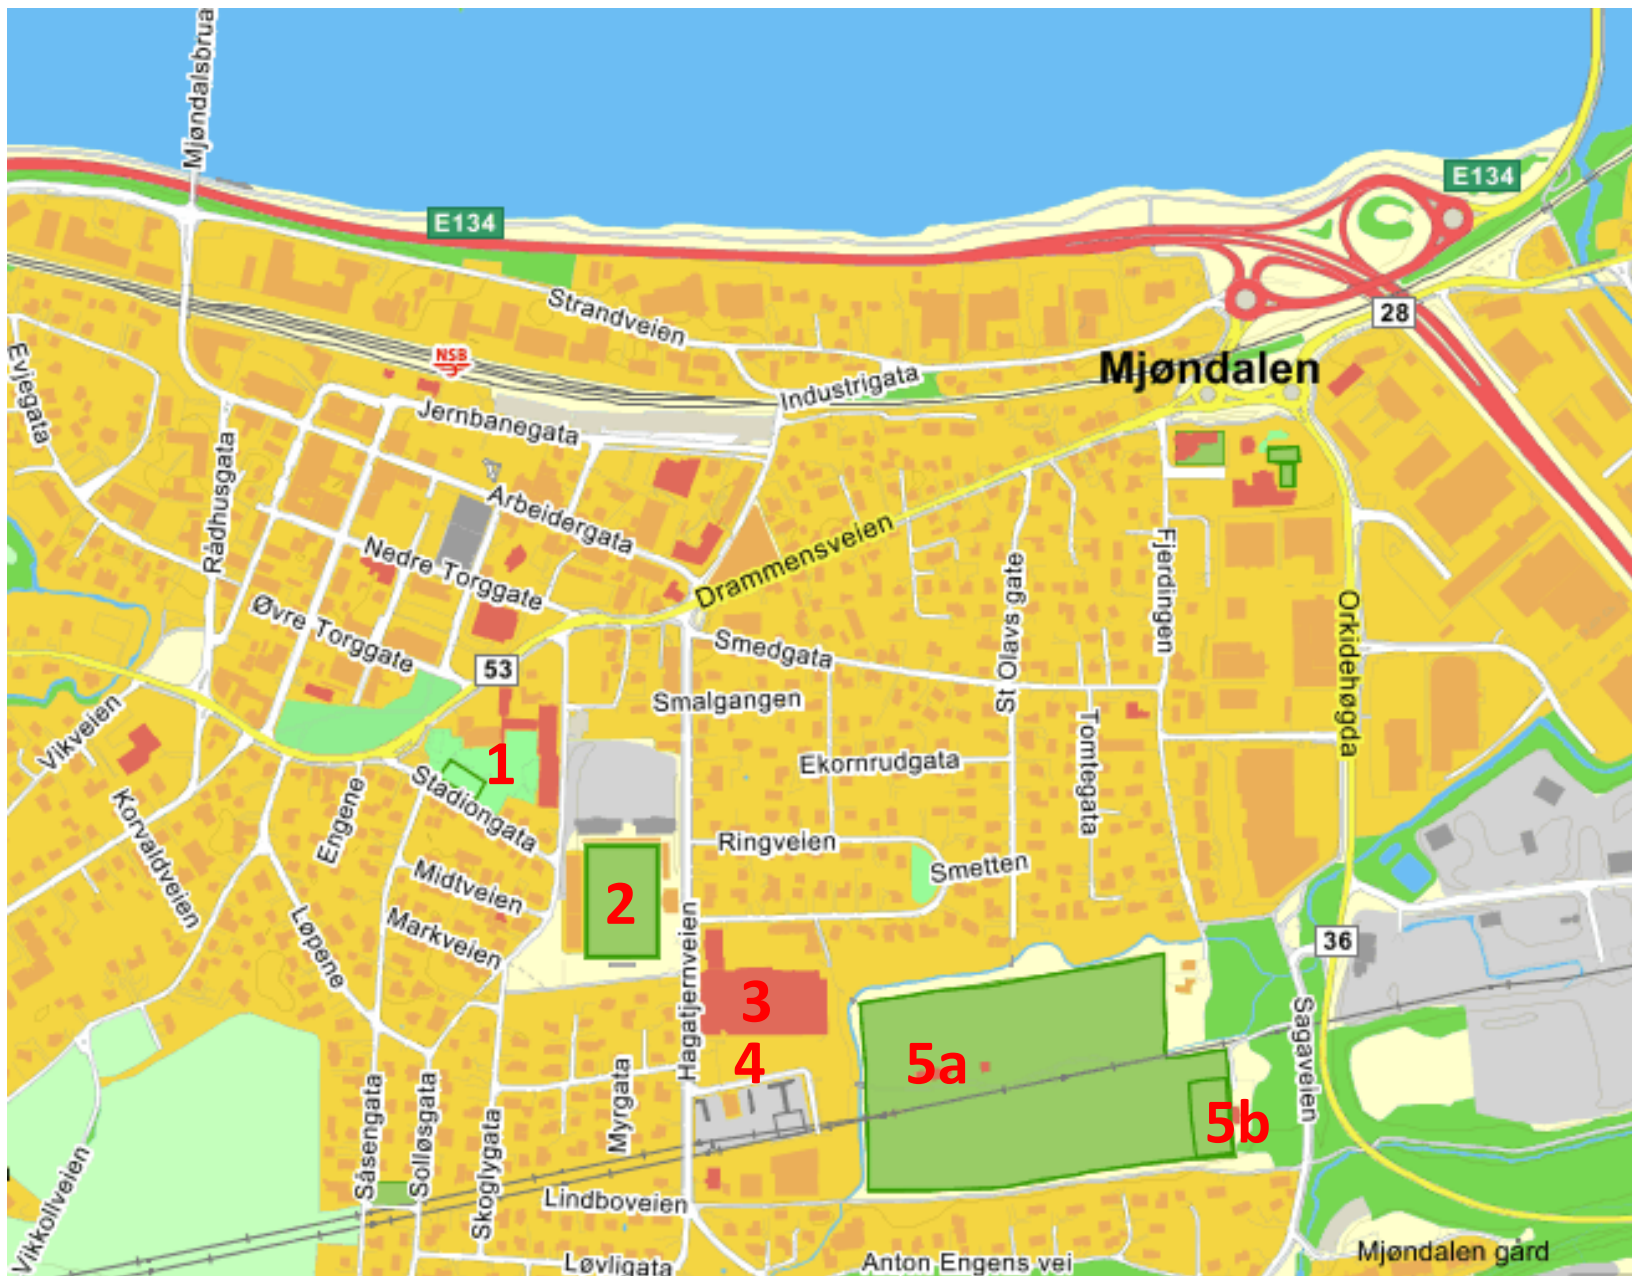 Mjøndalsbrua
E134
E134
28
Strandveien
NSB
Mjøndalen
Industrigata
Evjegata
Jernbanegata
Rådhusgata
Arbeidergata
Nedre Torggate
Drammensveien
Øvre Torggate
Smedgata
St Olavs gate
Fjerdingen
Orkidehøgda
53
Smalgangen
Vikveien
1
Tomtegata
Ekornrudgata
Stadiongata
Korvaldveien
Engene
Ringveien
Smetten
Midtveien
2
Markveien
Løpene
Hagatjernveien
36
3
Sagaveien
4
5a
5b
Myrgata
Såsengata
Solløsgata
Skoglygata
Vikkollveien
Lindboveien
Løvligata
Anton Engens vei
Mjøndalen gård